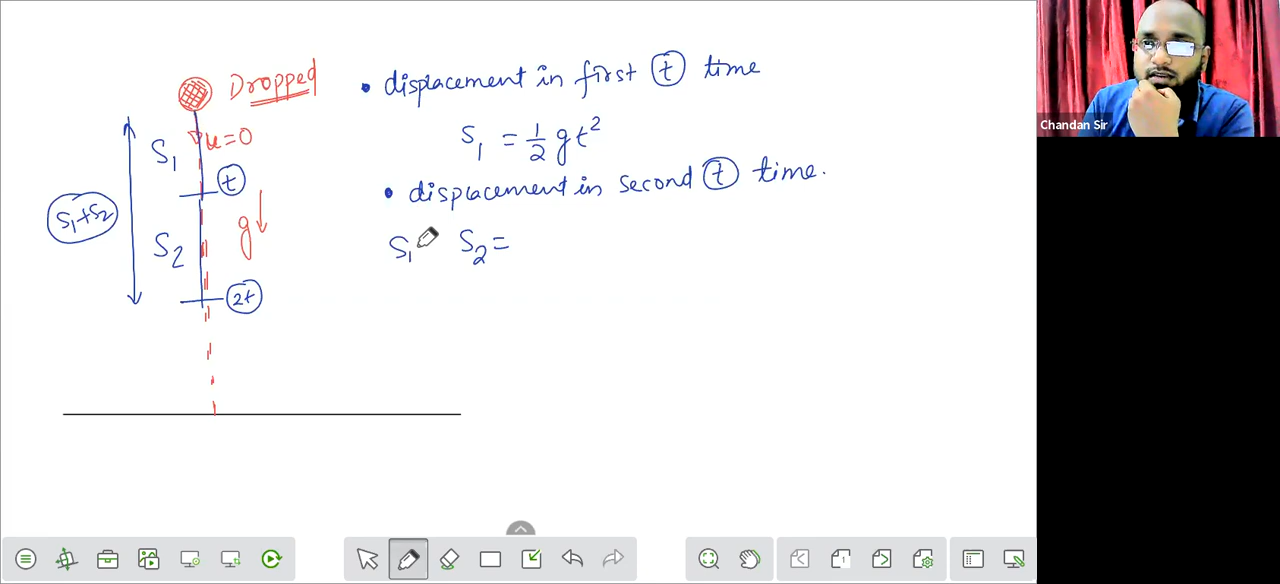 Dropped
u=0
S1
t
S1+S2
g
S2
2t
• displacement in first t time
S1 = 1/2 gt²
• displacement in second t time.
S1 S2 =
Chandan Sir
1